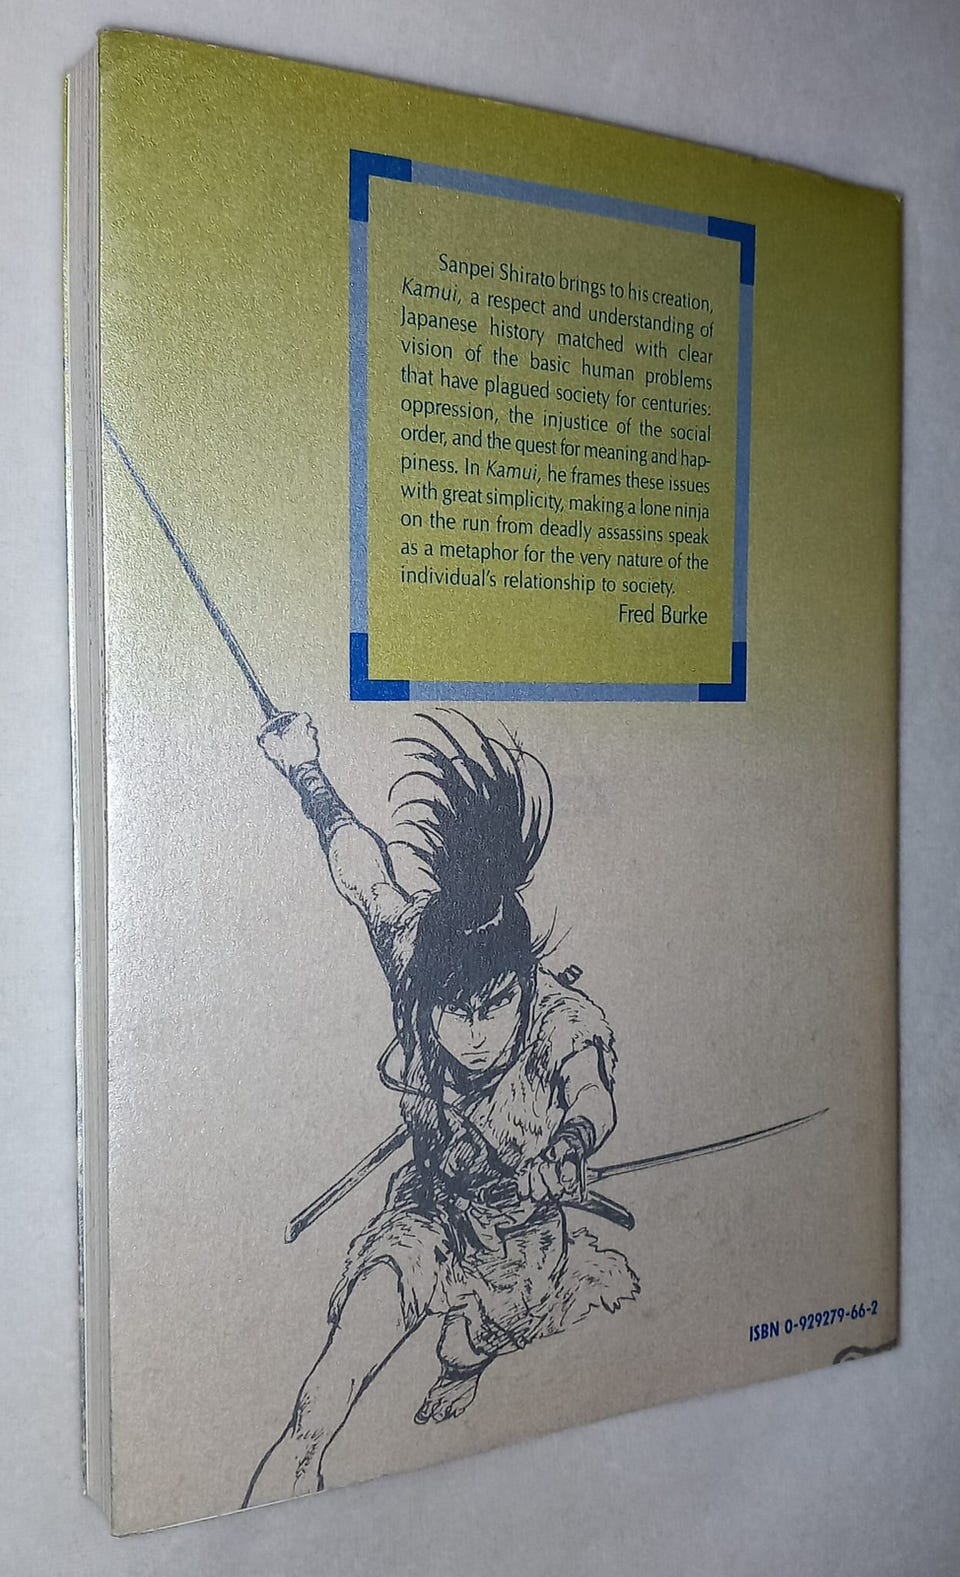 Sanpei Shirato brings to his creation,
Kamui, a respect and understanding of
Japanese history matched with clear
vision of the basic human problems
that have plagued society for centuries:
oppression, the injustice of the social
order, and the quest for meaning and hap-
piness. In Kamui, he frames these issues
with great simplicity, making a lone ninja
on the run from deadly assassins speak
as a metaphor for the very nature of the
individual's relationship to society.
Fred Burke
ISBN 0-929279-66-2